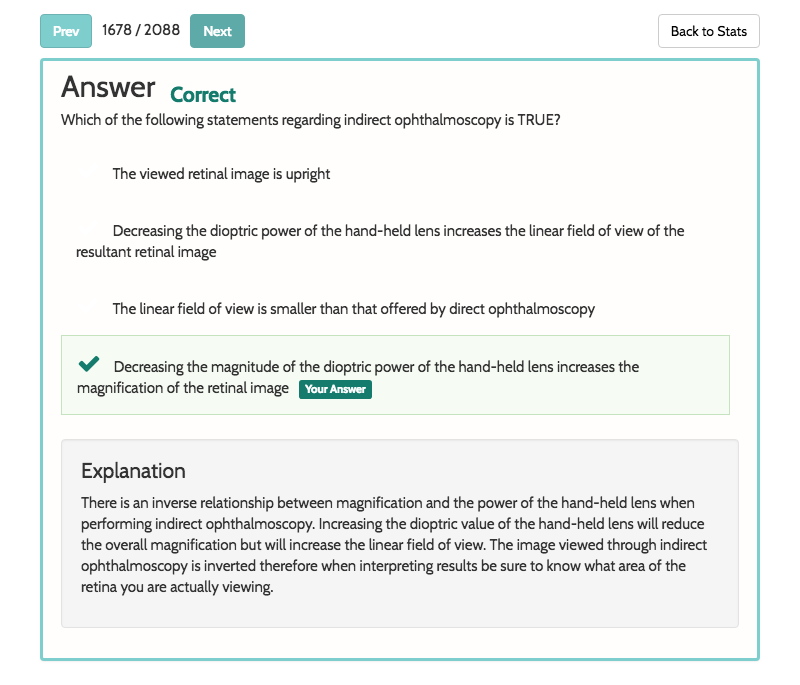 Prev 1678 / 2088 Next Back to Stats
Answer Correct
Which of the following statements regarding indirect ophthalmoscopy is TRUE?
The viewed retinal image is upright
Decreasing the dioptric power of the hand-held lens increases the linear field of view of the
resultant retinal image
The linear field of view is smaller than that offered by direct ophthalmoscopy
Decreasing the magnitude of the dioptric power of the hand-held lens increases the
magnification of the retinal image Your Answer
Explanation
There is an inverse relationship between magnification and the power of the hand-held lens when
performing indirect ophthalmoscopy. Increasing the dioptric value of the hand-held lens will reduce
the overall magnification but will increase the linear field of view. The image viewed through indirect
ophthalmoscopy is inverted therefore when interpreting results be sure to know what area of the
retina you are actually viewing.